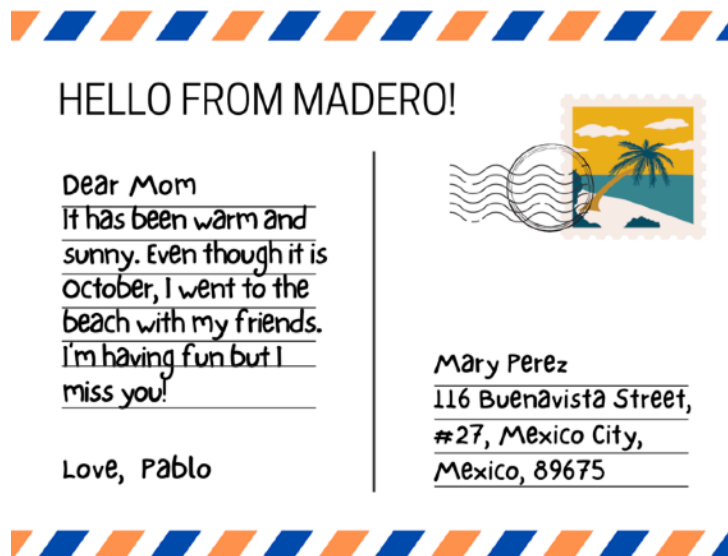 HELLO FROM MADERO!
Dear Mom
It has been warm and
sunny. Even though it is
October, I went to the
beach with my friends.
I'm having fun but I
miss you!
Love, Pablo
Mary Perez
116 Buenavista Street,
#27, Mexico City,
Mexico, 89675